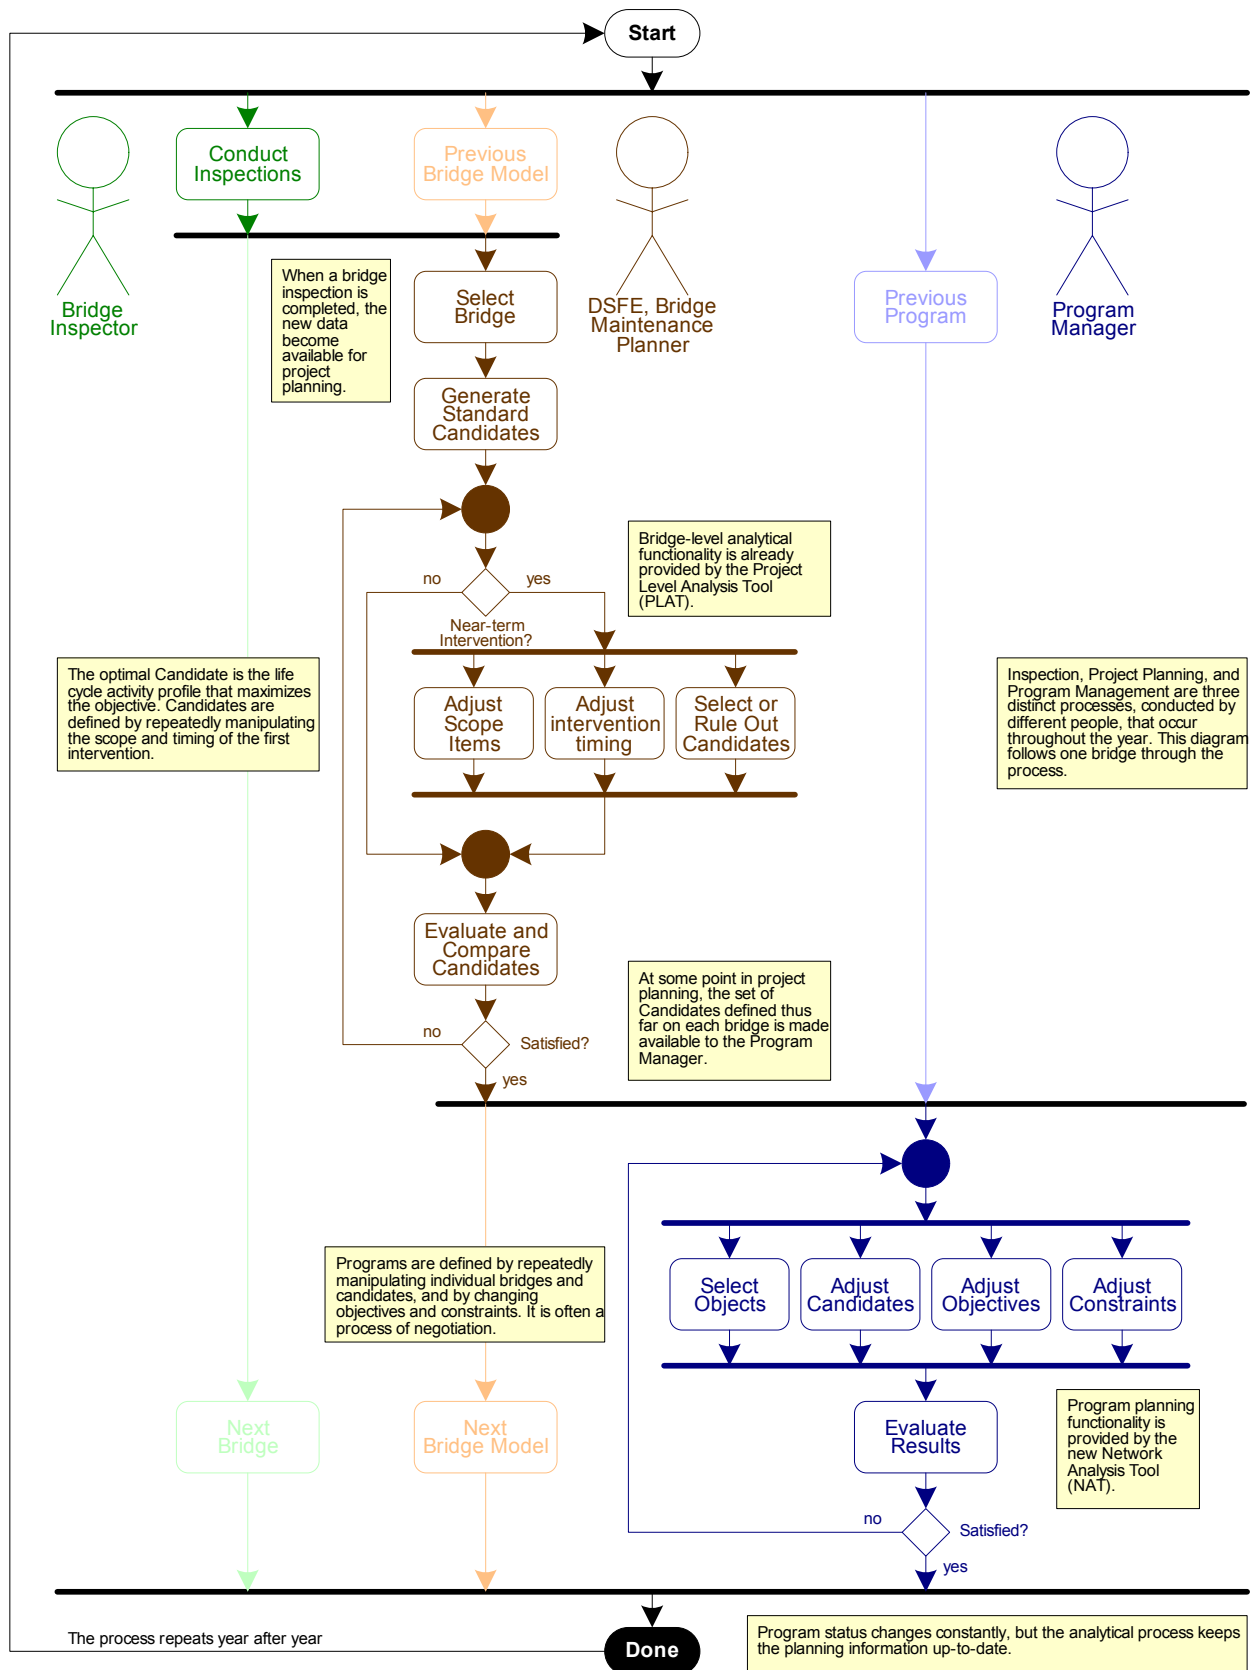 Start
Conduct
Inspections
Previous
Bridge Model
Bridge
Inspector
When a bridge
inspection is
completed, the
new data
become
available for
project
planning.
Select
Bridge
DSFE, Bridge
Maintenance
Planner
Previous
Program
Program
Manager
Generate
Standard
Candidates
Bridge-level analytical
functionality is already
provided by the Project
Level Analysis Tool
(PLAT).
no
yes
Near-term
Intervention?
The optimal Candidate is the life
cycle activity profile that maximizes
the objective. Candidates are
defined by repeatedly manipulating
the scope and timing of the first
intervention.
Adjust
Scope
Items
Adjust
intervention
timing
Select or
Rule Out
Candidates
Inspection, Project Planning, and
Program Management are three
distinct processes, conducted by
different people, that occur
throughout the year. This diagram
follows one bridge through the
process.
Evaluate and
Compare
Candidates
At some point in project
planning, the set of
Candidates defined thus
far on each bridge is made
available to the Program
Manager.
no
Satisfied?
yes
Programs are defined by repeatedly
manipulating individual bridges and
candidates, and by changing
objectives and constraints. It is often a
process of negotiation.
Select
Objects
Adjust
Candidates
Adjust
Objectives
Adjust
Constraints
Next
Bridge
Next
Bridge Model
Evaluate
Results
Program planning
functionality is
provided by the
new Network
Analysis Tool
(NAT).
no
Satisfied?
yes
The process repeats year after year
Done
Program status changes constantly, but the analytical process keeps
the planning information up-to-date.